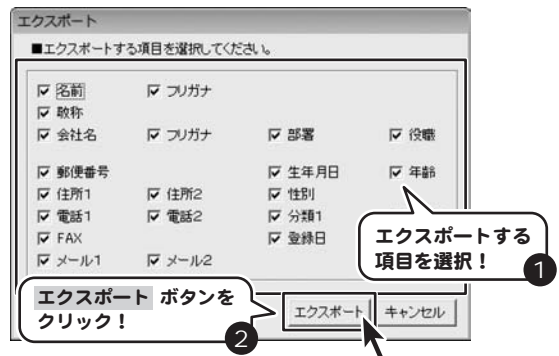 エクスポート
■エクスポートする項目を選択してください。
名前 フリガナ
敬称
会社名 フリガナ 部署 役職
郵便番号 生年月日 年齢
住所1 住所2 性別
電話1 電話2 分類1
FAX 登録日
メール1 メール2
エクスポートする
項目を選択！
1
エクスポート ボタンを
クリック！
2
エクスポート キャンセル